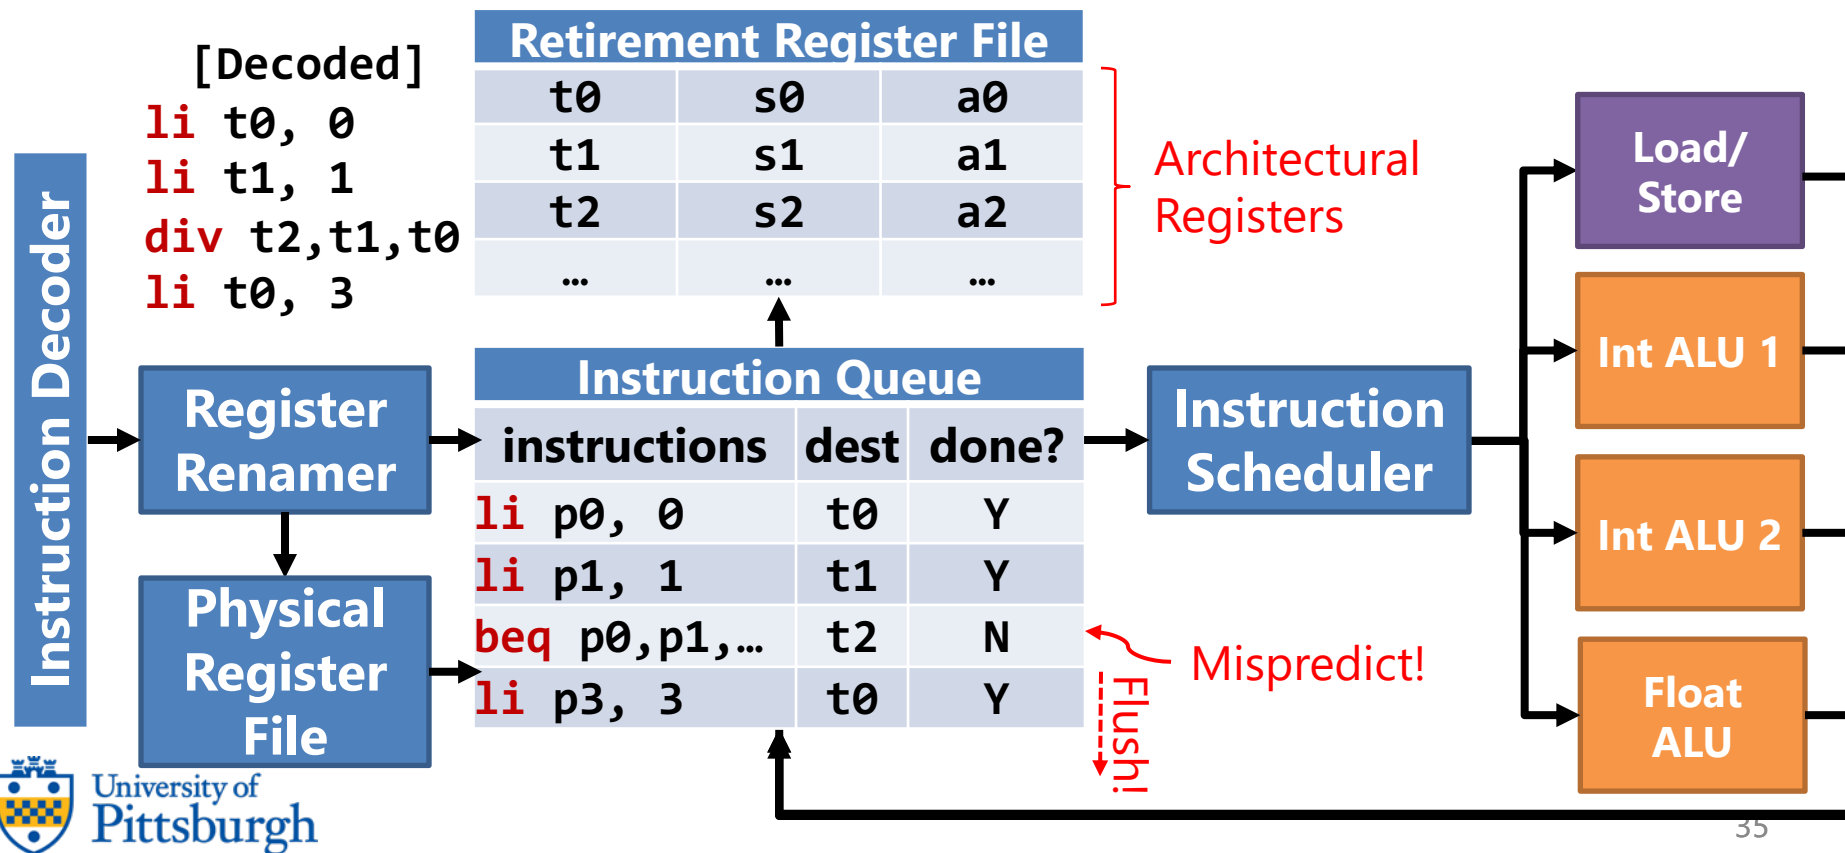 [Decoded]
li t0, 0
li t1, 1
div t2,t1,t0
li t0, 3
Retirement Register File
t0 s0 a0
t1 s1 a1
t2 s2 a2
… … …
Architectural
Registers
Instruction Decoder
Register
Renamer
Physical
Register
File
Instruction Queue
instructions dest done?
li p0, 0 t0 Y
li p1, 1 t1 Y
beq p0,p1,… t2 N
li p3, 3 t0 Y
Mispredict!
Flush!
Instruction
Scheduler
Load/
Store
Int ALU 1
Int ALU 2
Float
ALU
University of
Pittsburgh
35